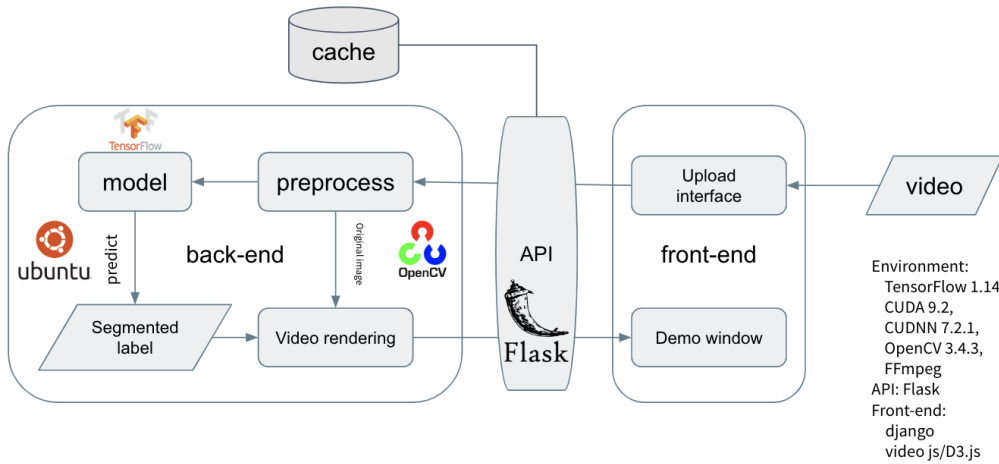 cache
TensorFlow
model
preprocess
Upload
interface
video
ubuntu
predict
back-end
Original image
OpenCV
API
front-end
Segmented
label
Video rendering
Flask
Demo window
Environment:
TensorFlow 1.14
CUDA 9.2,
CUDNN 7.2.1,
OpenCV 3.4.3,
FFmpeg
API: Flask
Front-end:
django
video js/D3.js